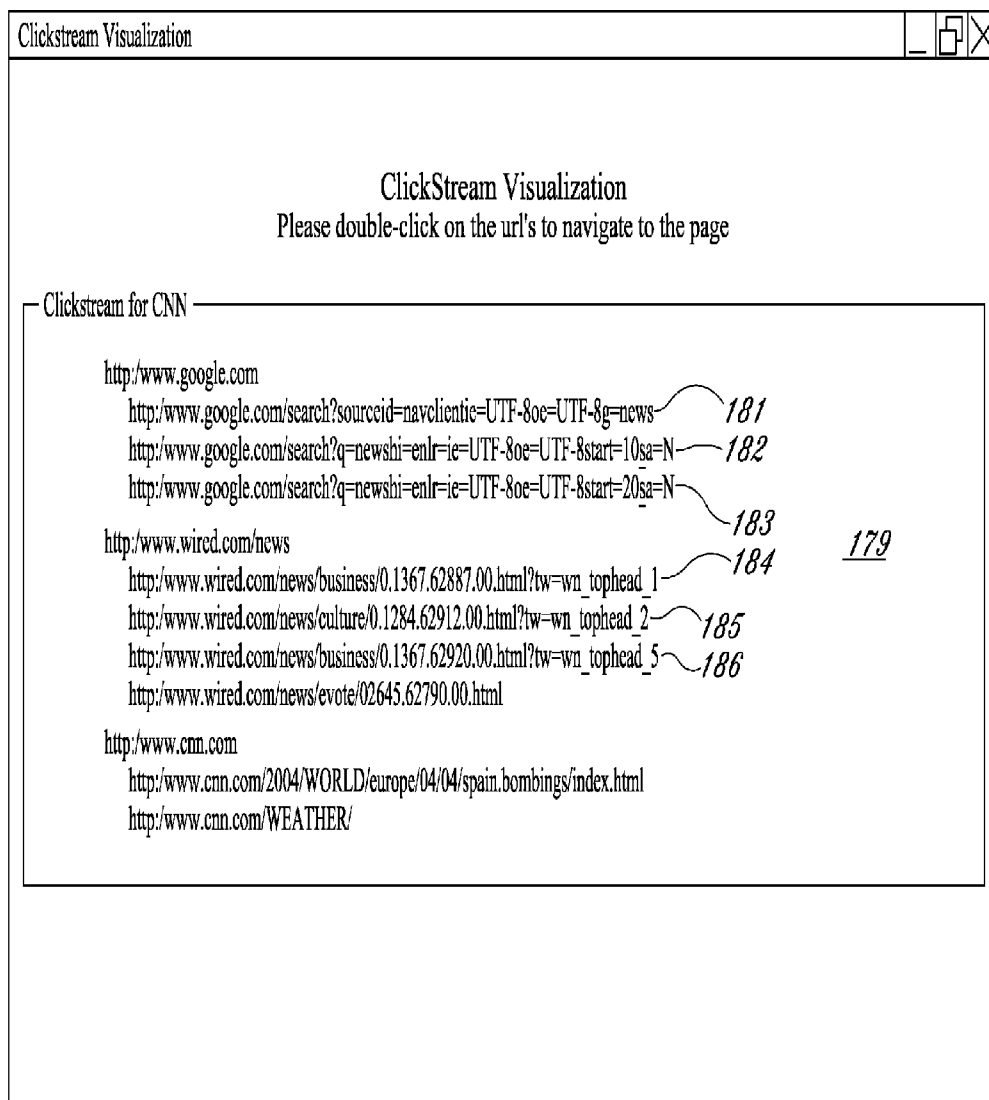 Clickstream Visualization
ClickStream Visualization
Please double-click on the url's to navigate to the page
Clickstream for CNN
http:/www.google.com
http:/www.google.com/search?sourceid=navclientie=UTF-8oe=UTF-8g=news 181
http:/www.google.com/search?q=newshi=enlr=ie=UTF-8oe=UTF-8start=10sa=N 182
http:/www.google.com/search?q=newshi=enlr=ie=UTF-8oe=UTF-8start=20sa=N 183
http:/www.wired.com/news 179
http:/www.wired.com/news/business/0.1367.62887.00.html?tw=wn_tophead_1 184
http:/www.wired.com/news/culture/0.1284.62912.00.html?tw=wn_tophead_2 185
http:/www.wired.com/news/business/0.1367.62920.00.html?tw=wn_tophead_5 186
http:/www.wired.com/news/evote/02645.62790.00.html
http:/www.cnn.com
http:/www.cnn.com/2004/WORLD/europe/04/04/spain.bombings/index.html
http:/www.cnn.com/WEATHER/